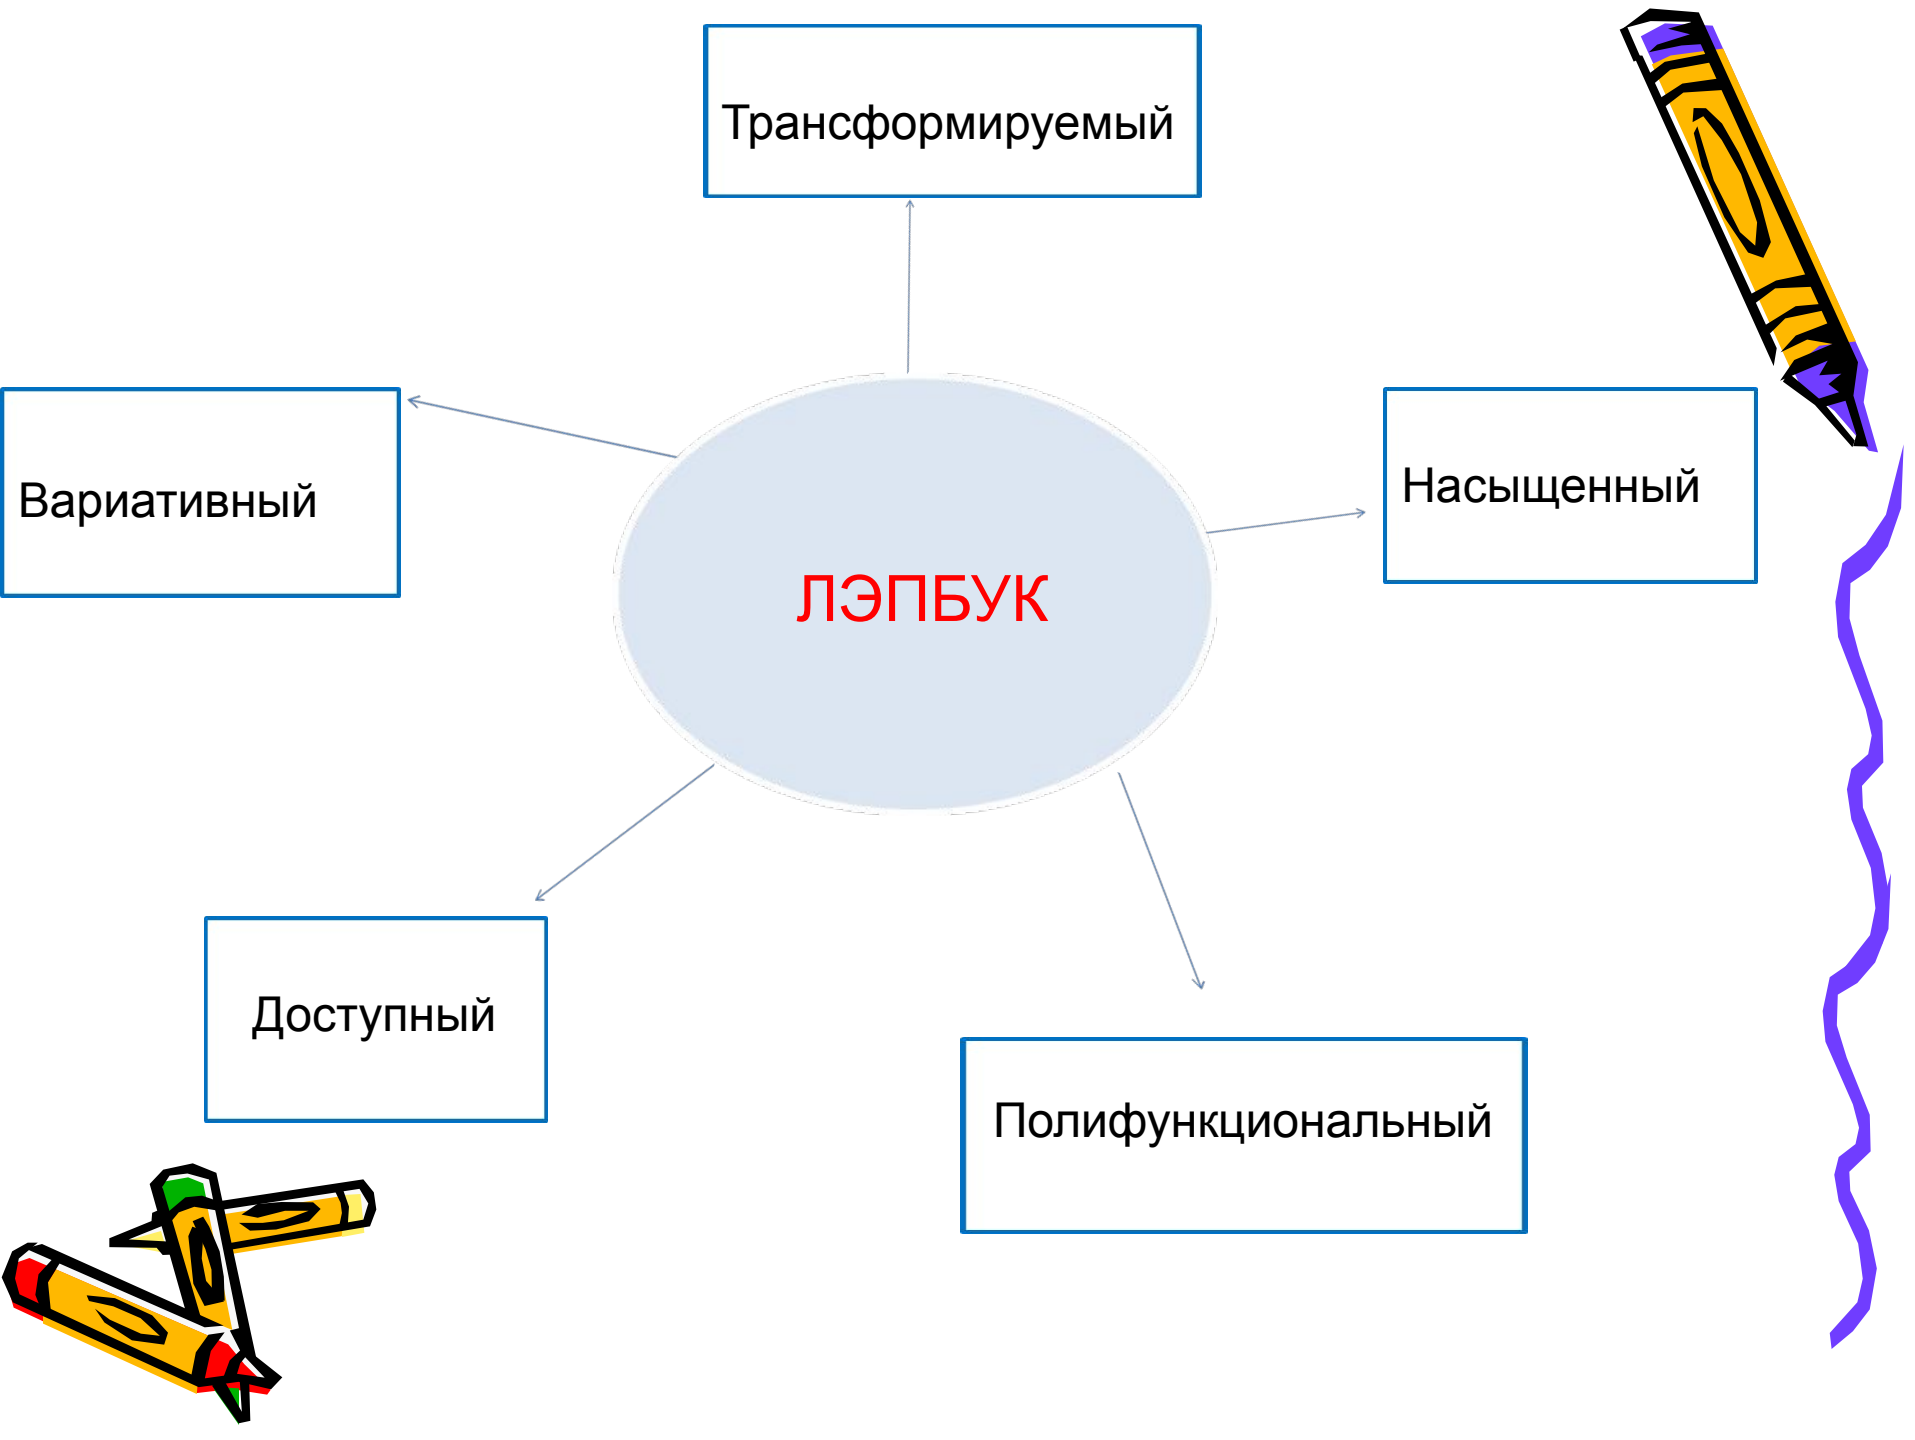 Трансформируемый
Вариативный
Насыщенный
ЛЭПБУК
Доступный
Полифункциональный